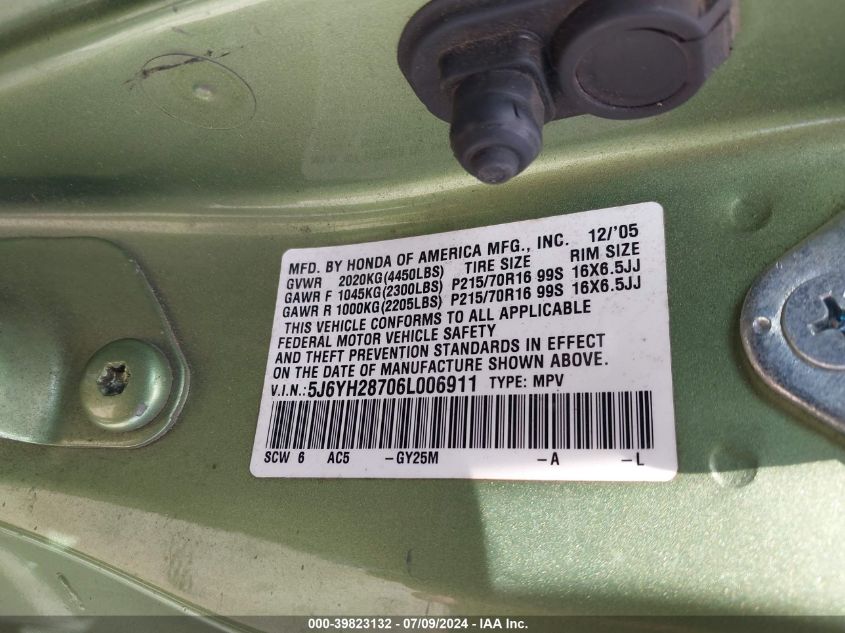 MFD. BY HONDA OF AMERICA MFG., INC. 12/'05
GVWR 2020KG(4450LBS) TIRE SIZE RIM SIZE
GAWR F 1045KG(2300LBS) P215/70R16 99S 16X6.5JJ
GAWR R 1000KG(2205LBS) P215/70R16 99S 16X6.5JJ
THIS VEHICLE CONFORMS TO ALL APPLICABLE
FEDERAL MOTOR VEHICLE SAFETY
AND THEFT PREVENTION STANDARDS IN EFFECT
ON THE DATE OF MANUFACTURE SHOWN ABOVE.
V.I.N.: 5J6YH28706L006911 TYPE: MPV
SCW 6 AC5 -GY25M -A -L
000-39823132 - 07/09/2024 - IAA Inc.